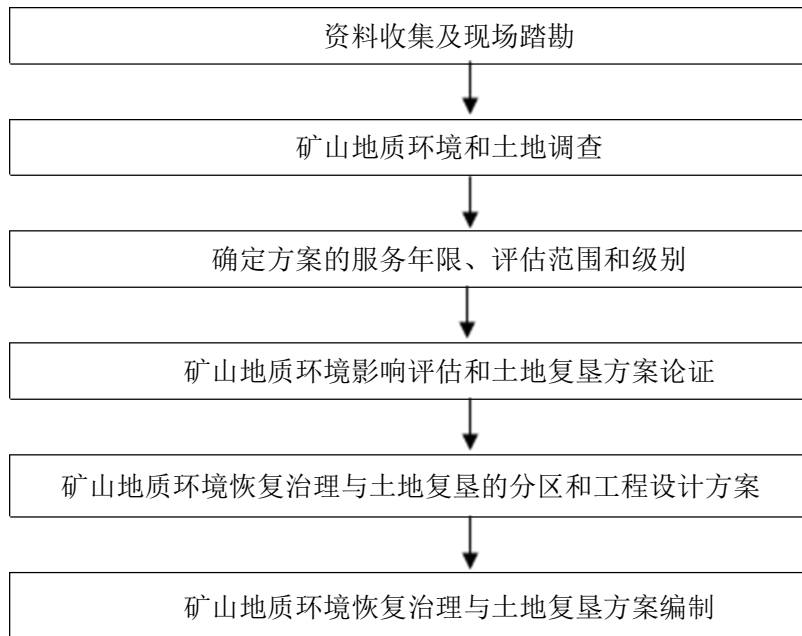 资料收集及现场踏勘
矿山地质环境和土地调查
确定方案的服务年限、评估范围和级别
矿山地质环境影响评估和土地复垦方案论证
矿山地质环境恢复治理与土地复垦的分区和工程设计方案
矿山地质环境恢复治理与土地复垦方案编制